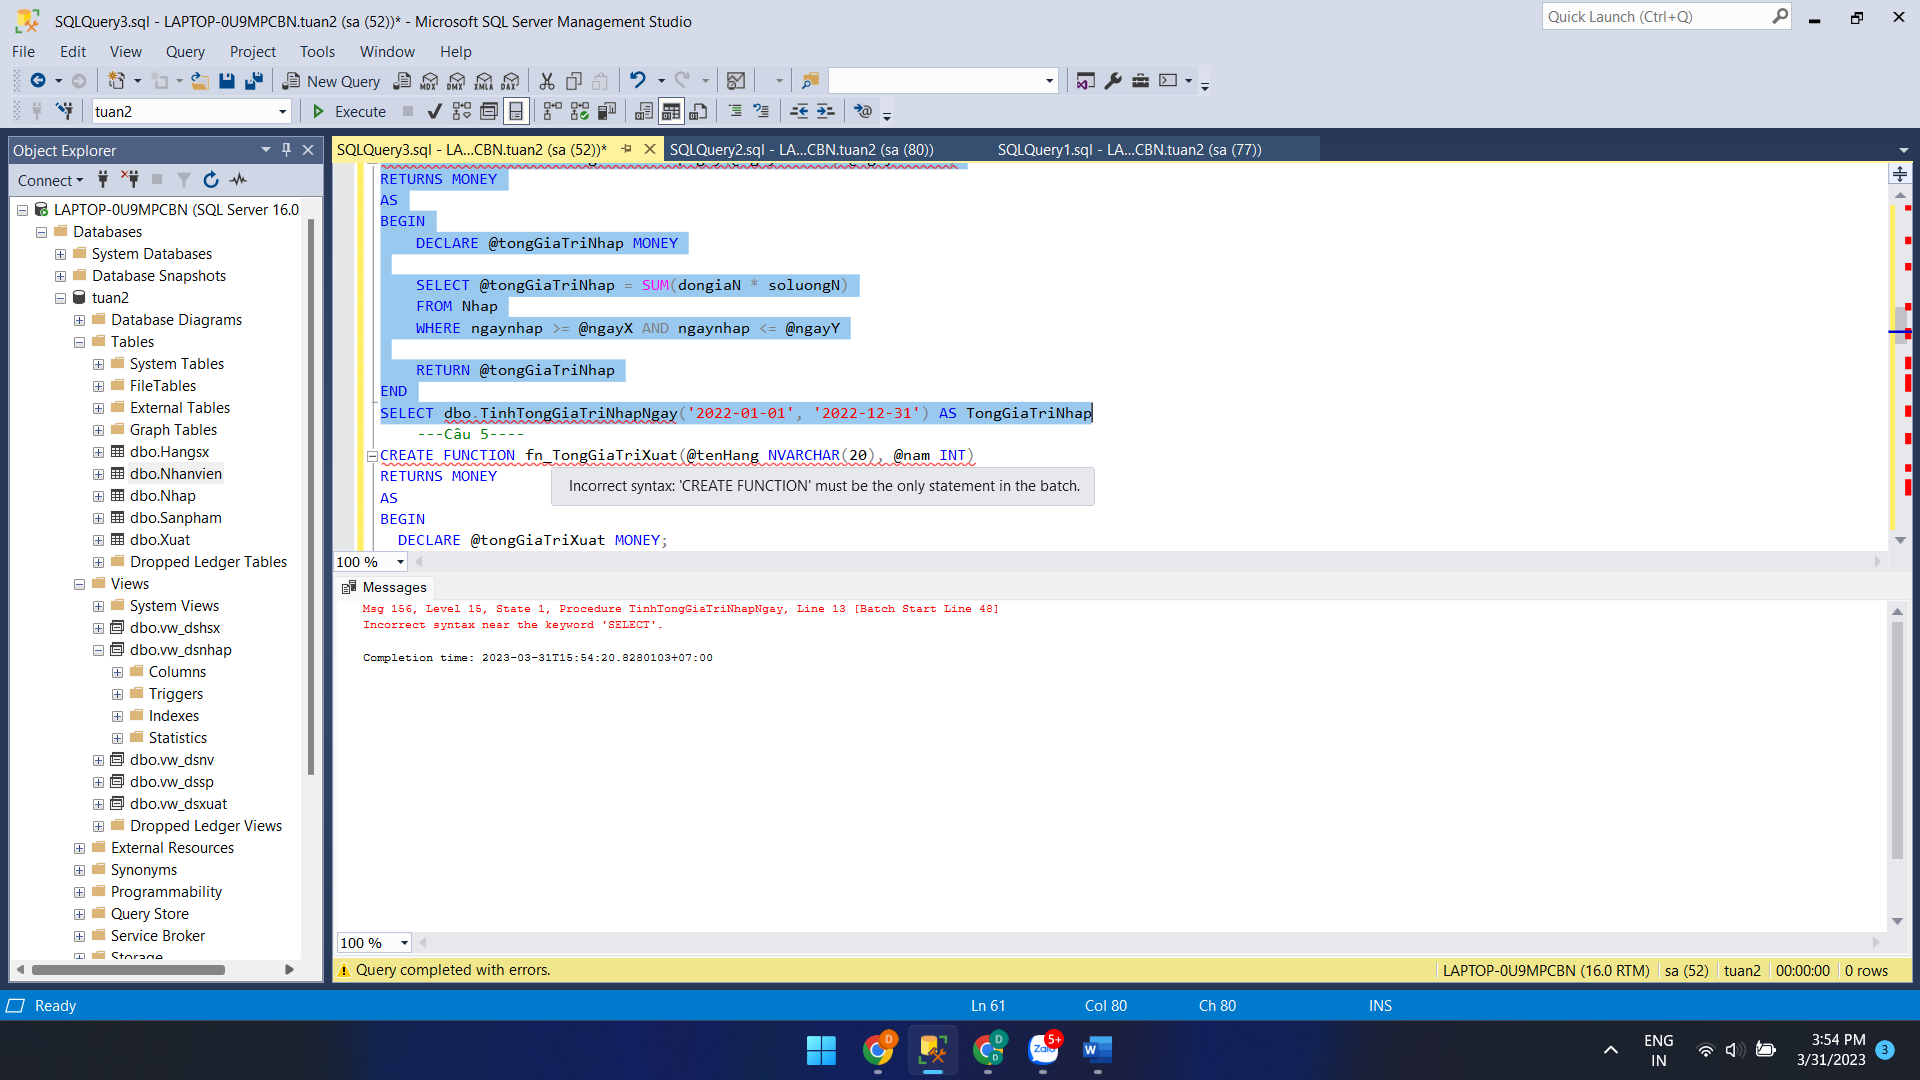 SQLQuery3.sql - LAPTOP-0U9MPCBN.tuan2 (sa (52))* - Microsoft SQL Server Management Studio
Quick Launch (Ctrl+Q)
File Edit View Query Project Tools Window Help
New Query MDX DMX XMLA DAX
tuan2 Execute
Object Explorer
SQLQuery3.sql - LA...CBN.tuan2 (sa (52))* SQLQuery2.sql - LA...CBN.tuan2 (sa (80)) SQLQuery1.sql - LA...CBN.tuan2 (sa (77))
Connect
LAPTOP-0U9MPCBN (SQL Server 16.0
Databases
System Databases
Database Snapshots
tuan2
Database Diagrams
Tables
System Tables
FileTables
External Tables
Graph Tables
dbo.Hangsx
dbo.Nhanvien
dbo.Nhap
dbo.Sanpham
dbo.Xuat
Dropped Ledger Tables
Views
System Views
dbo.vw_dshsx
dbo.vw_dsnhap
Columns
Triggers
Indexes
Statistics
dbo.vw_dsnv
dbo.vw_dssp
dbo.vw_dsxuat
Dropped Ledger Views
External Resources
Synonyms
Programmability
Query Store
Service Broker
Storage
RETURNS MONEY
AS
BEGIN
DECLARE @tongGiaTriNhap MONEY
SELECT @tongGiaTriNhap = SUM(dongiaN * soluongN)
FROM Nhap
WHERE ngaynhap >= @ngayX AND ngaynhap <= @ngayY
RETURN @tongGiaTriNhap
END
SELECT dbo.TinhTongGiaTriNhapNgay('2022-01-01', '2022-12-31') AS TongGiaTriNhap
---Câu 5----
CREATE FUNCTION fn_TongGiaTriXuat(@tenHang NVARCHAR(20), @nam INT)
RETURNS MONEY
Incorrect syntax: 'CREATE FUNCTION' must be the only statement in the batch.
AS
BEGIN
DECLARE @tongGiaTriXuat MONEY;
100 %
Messages
Msg 156, Level 15, State 1, Procedure TinhTongGiaTriNhapNgay, Line 13 [Batch Start Line 48]
Incorrect syntax near the keyword 'SELECT'.
Completion time: 2023-03-31T15:54:20.8280103+07:00
100 %
Query completed with errors. LAPTOP-0U9MPCBN (16.0 RTM) sa (52) tuan2 00:00:00 0 rows
Ready Ln 61 Col 80 Ch 80 INS
D D D Zalo 5+ W
ENG
IN
3:54 PM
3/31/2023
3